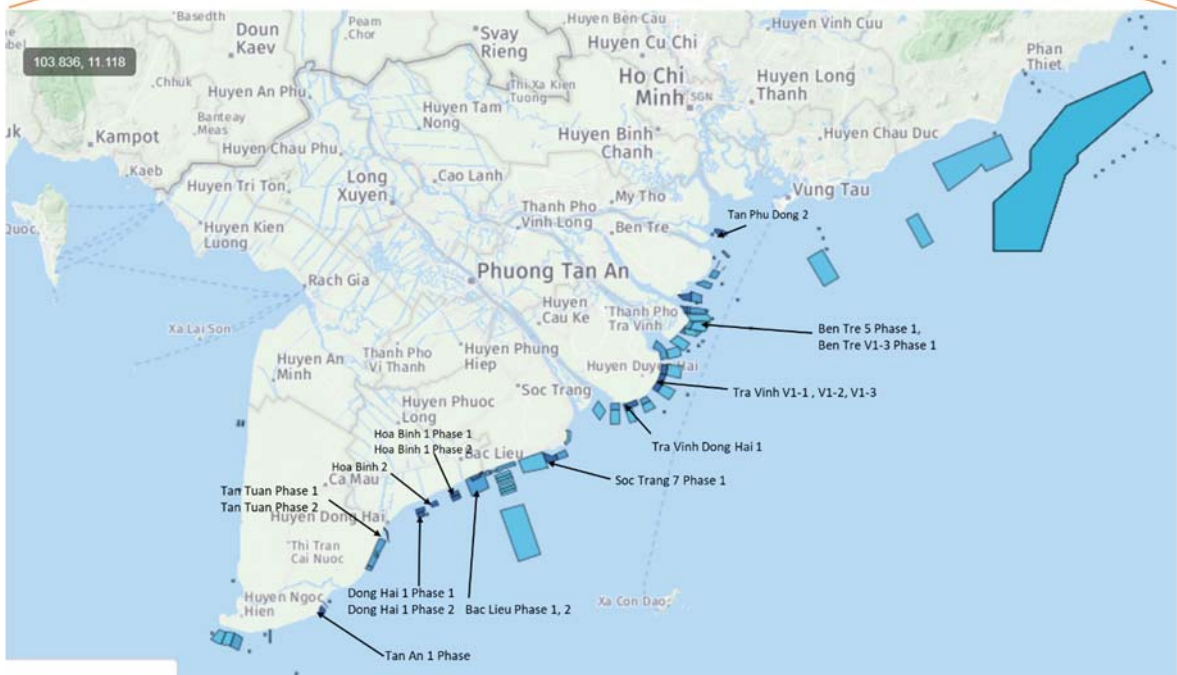 Basedth
Doun
Kaev
Peam
Chor
Svay
Rieng
Huyen Ben Cau
Huyen Vinh Cuu
Huyen Cu Chi
Phan
Thiet
103.836, 11.118
Chhuk
Huyen An Phu
Thi Xa Kien
Tuong
Ho Chi
Minh
SGN
Huyen Long
Thanh
Banteay
Meas
Huyen Tam
Nong
Kampot
Huyen Chau Phu
Huyen Binh
Chanh
Huyen Chau Duc
Kaeb
Huyen Tri Ton
Long
Xuyen
Cao Lanh
My Tho
Vung Tau
Quoc
Huyen Kien
Luong
Thanh Pho
Vinh Long
Ben Tre
Tan Phu Dong 2
Rach Gia
Phuong Tan An
Huyen
Cau Ke
Thanh Pho
Tra Vinh
Xa Lai Son
Ben Tre 5 Phase 1,
Ben Tre V1-3 Phase 1
Huyen An
Minh
Thanh Pho
Vi Thanh
Huyen Phung
Hiep
Huyen Duyen Hai
Soc Trang
Tra Vinh V1-1 , V1-2, V1-3
Huyen Phuoc
Long
Hoa Binh 1 Phase 1
Hoa Binh 1 Phase 2
Bac Lieu
Tra Vinh Dong Hai 1
Hoa Binh 2
Ca Mau
Soc Trang 7 Phase 1
Tan Tuan Phase 1
Tan Tuan Phase 2
Huyen Dong Hai
Thi Tran
Cai Nuoc
Dong Hai 1 Phase 1
Dong Hai 1 Phase 2
Bac Lieu Phase 1, 2
Huyen Ngoc
Hien
Xa Con Dao
Tan An 1 Phase